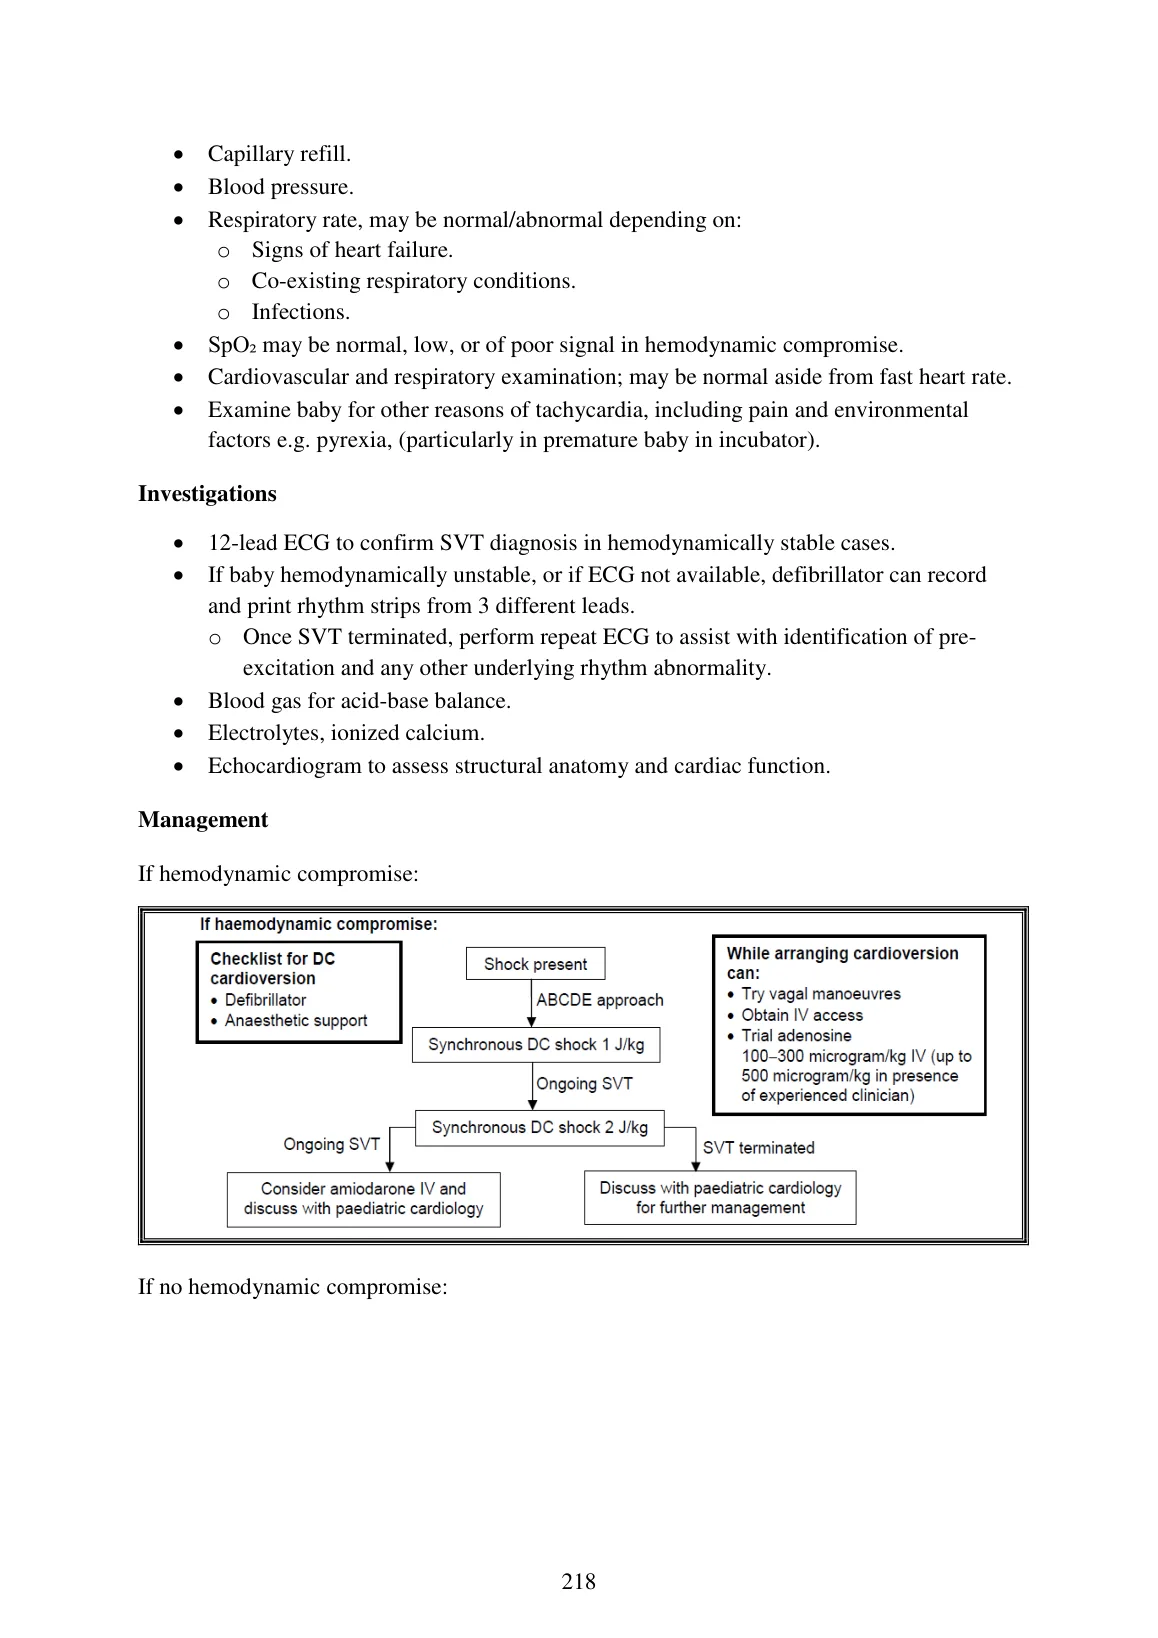 • Capillary refill.
• Blood pressure.
• Respiratory rate, may be normal/abnormal depending on:
o Signs of heart failure.
o Co-existing respiratory conditions.
o Infections.
• SpO₂ may be normal, low, or of poor signal in hemodynamic compromise.
• Cardiovascular and respiratory examination; may be normal aside from fast heart rate.
• Examine baby for other reasons of tachycardia, including pain and environmental
factors e.g. pyrexia, (particularly in premature baby in incubator).
Investigations
• 12-lead ECG to confirm SVT diagnosis in hemodynamically stable cases.
• If baby hemodynamically unstable, or if ECG not available, defibrillator can record
and print rhythm strips from 3 different leads.
o Once SVT terminated, perform repeat ECG to assist with identification of pre-
excitation and any other underlying rhythm abnormality.
• Blood gas for acid-base balance.
• Electrolytes, ionized calcium.
• Echocardiogram to assess structural anatomy and cardiac function.
Management
If hemodynamic compromise:
If haemodynamic compromise:
Checklist for DC
cardioversion
• Defibrillator
• Anaesthetic support
Shock present
ABCDE approach
Synchronous DC shock 1 J/kg
Ongoing SVT
Synchronous DC shock 2 J/kg
Ongoing SVT
SVT terminated
Consider amiodarone IV and
discuss with paediatric cardiology
Discuss with paediatric cardiology
for further management
While arranging cardioversion
can:
• Try vagal manoeuvres
• Obtain IV access
• Trial adenosine
100–300 microgram/kg IV (up to
500 microgram/kg in presence
of experienced clinician)
If no hemodynamic compromise:
218